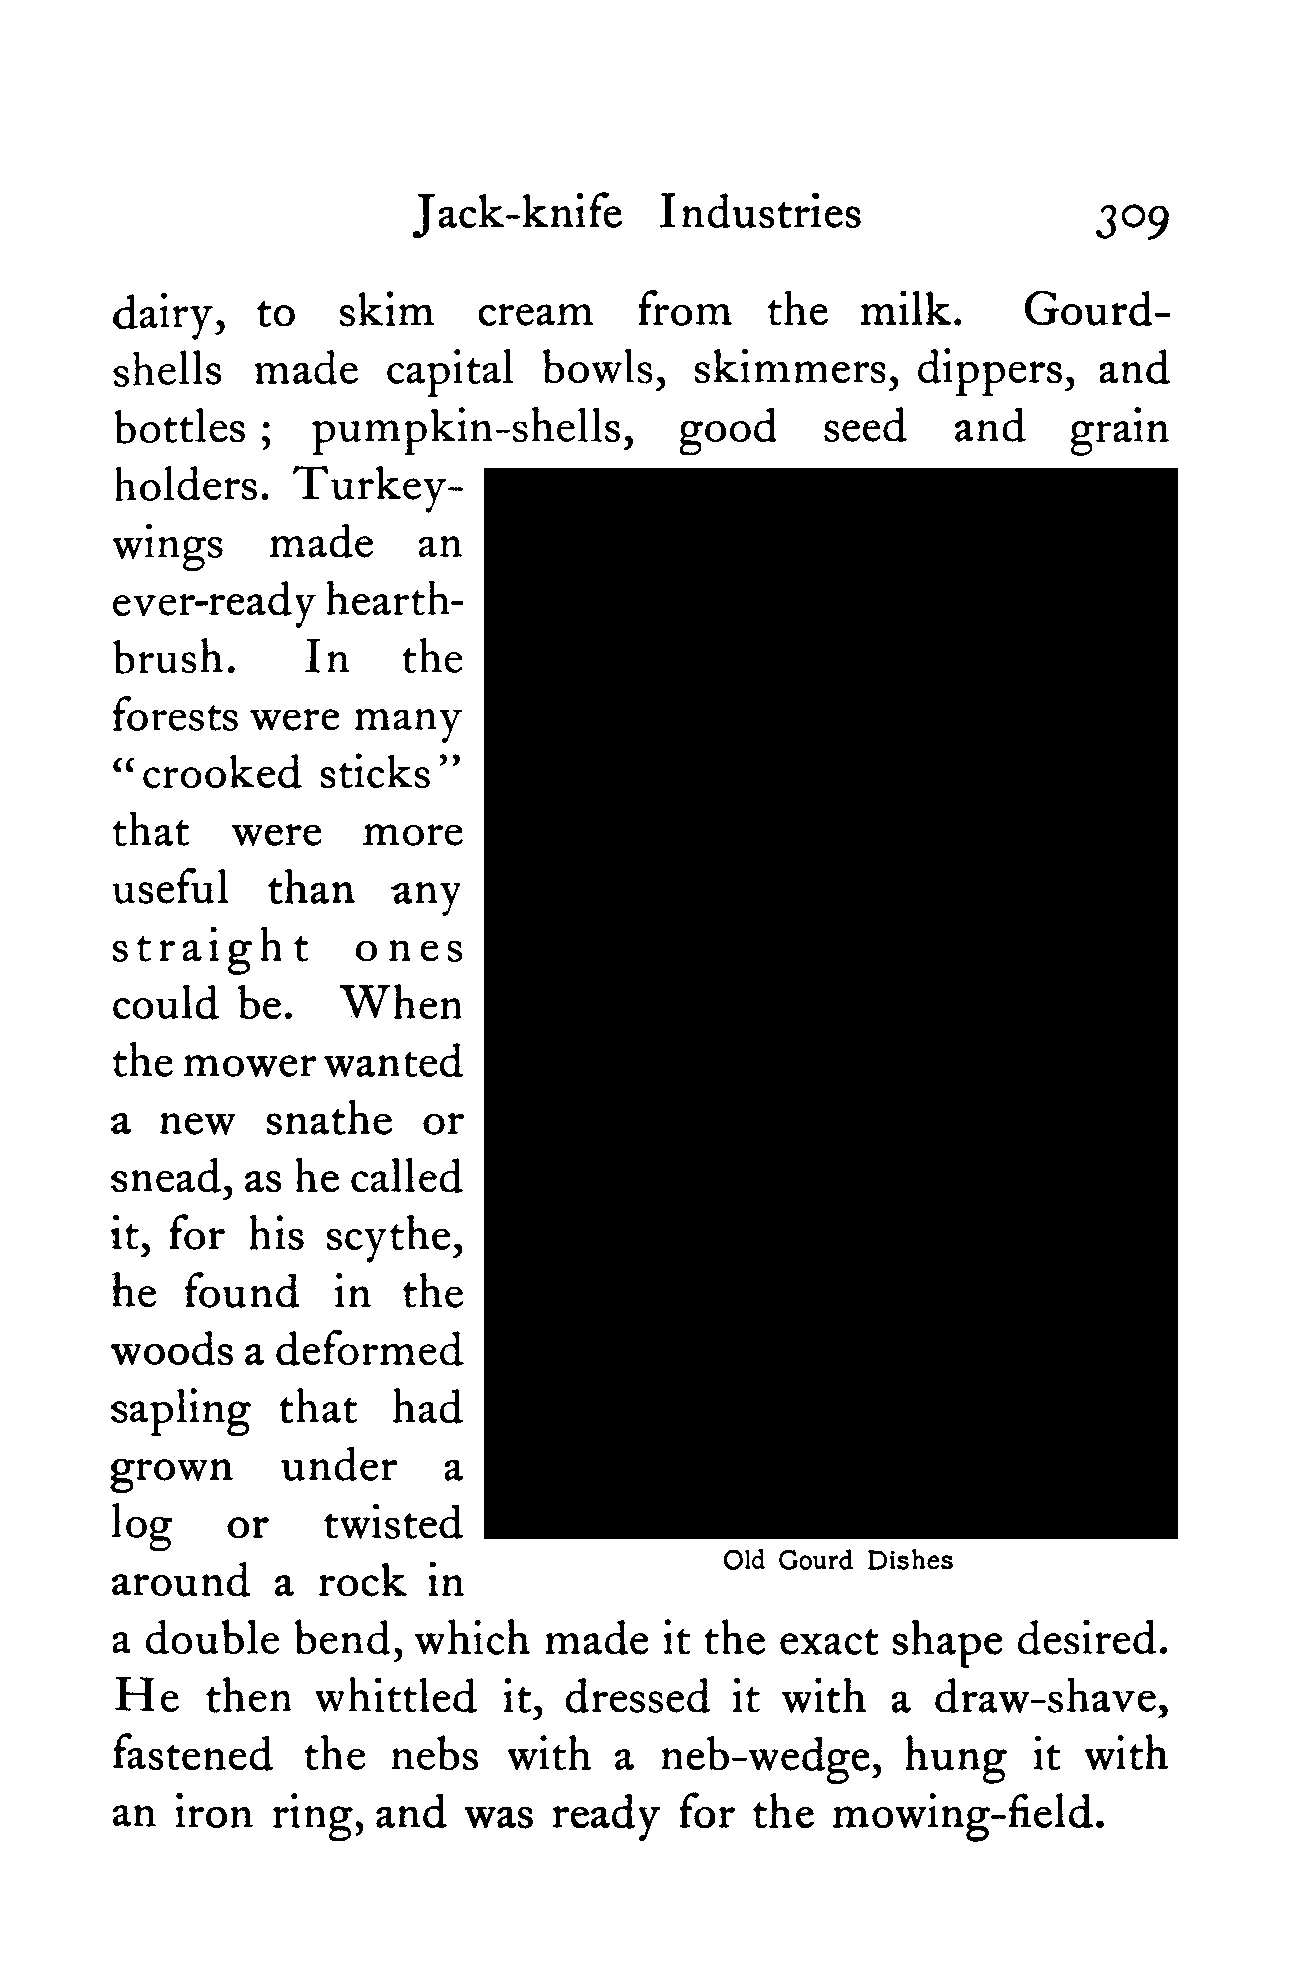 Jack-knife Industries 309
dairy, to skim cream from the milk. Gourd-
shells made capital bowls, skimmers, dippers, and
bottles ; pumpkin-shells, good seed and grain
holders. Turkey-
wings made an
ever-ready hearth-
brush. In the
forests were many
“crooked sticks”
that were more
useful than any
straight ones
could be. When
the mower wanted
a new snathe or
snead, as he called
it, for his scythe,
he found in the
woods a deformed
sapling that had
grown under a
log or twisted
around a rock in
Old Gourd Dishes
a double bend, which made it the exact shape desired.
He then whittled it, dressed it with a draw-shave,
fastened the nebs with a neb-wedge, hung it with
an iron ring, and was ready for the mowing-field.